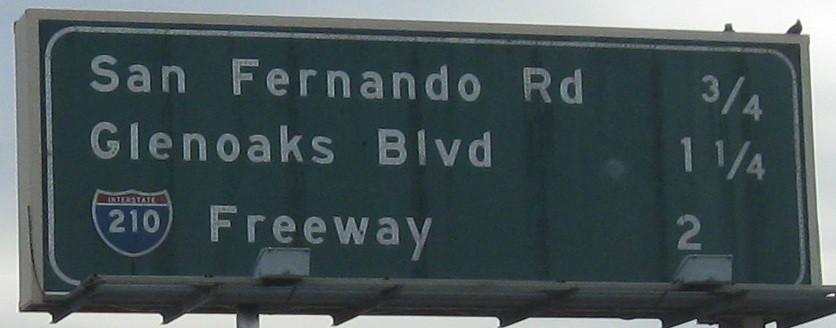 San Fernando Rd 3/4
Glenoaks Blvd 1 1/4
INTERSTATE 210 Freeway 2